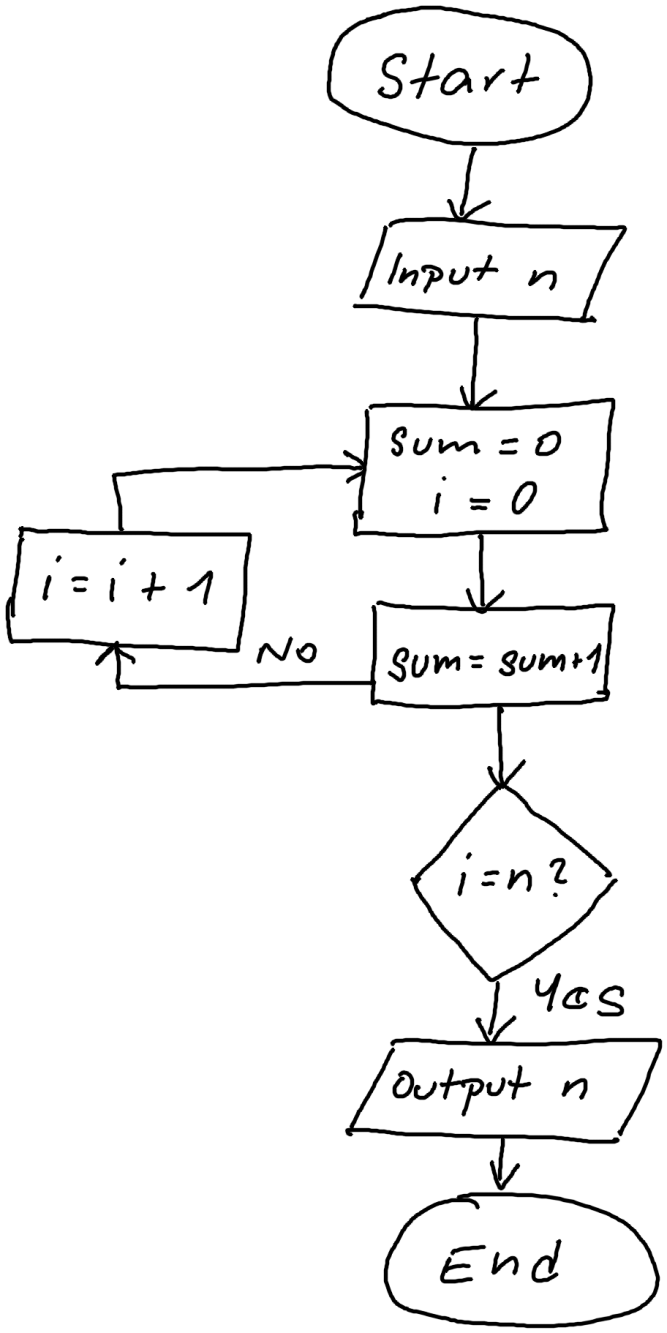 Start
Input n
sum = 0
i = 0
i = i + 1
No
sum = sum+1
i = n?
Yes
Output n
End